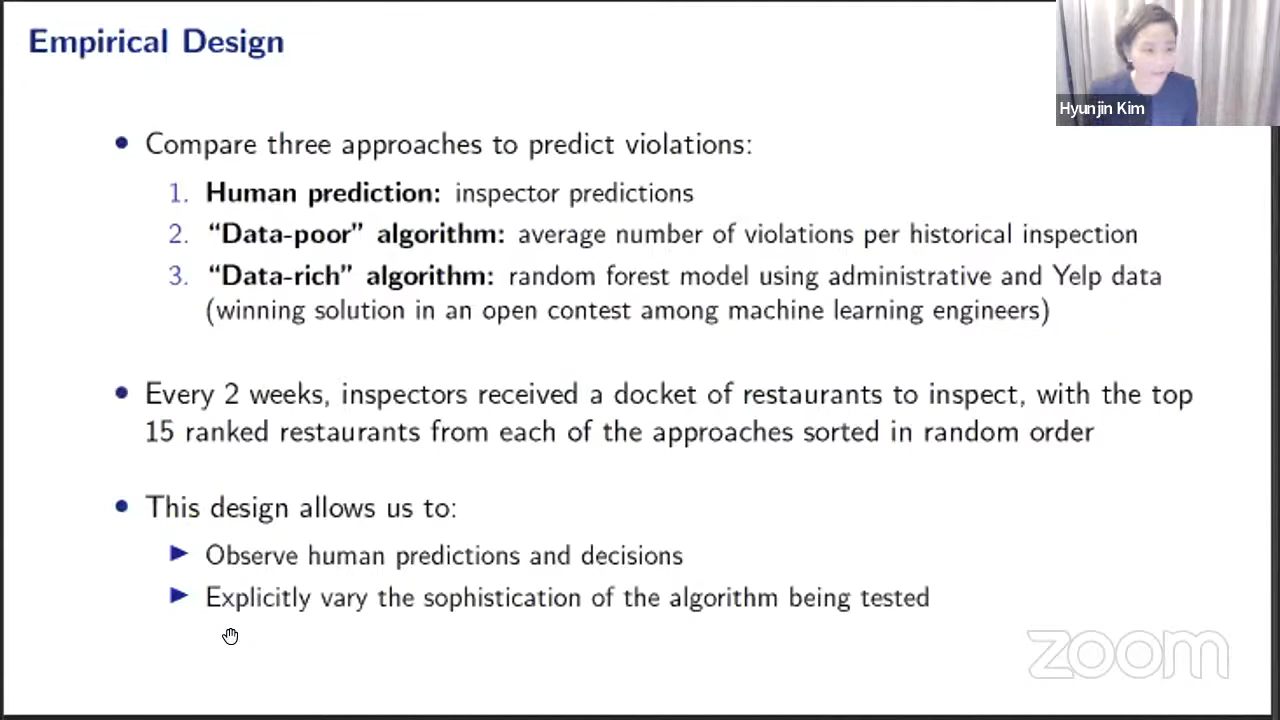 Empirical Design
Hyunjin Kim
• Compare three approaches to predict violations:
1. Human prediction: inspector predictions
2. “Data-poor” algorithm: average number of violations per historical inspection
3. “Data-rich” algorithm: random forest model using administrative and Yelp data
(winning solution in an open contest among machine learning engineers)
• Every 2 weeks, inspectors received a docket of restaurants to inspect, with the top
15 ranked restaurants from each of the approaches sorted in random order
• This design allows us to:
▶ Observe human predictions and decisions
▶ Explicitly vary the sophistication of the algorithm being tested
zoom